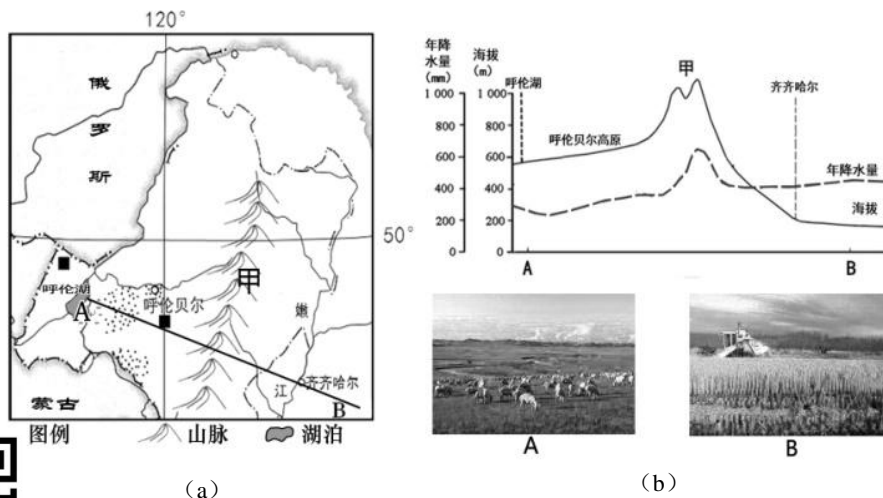 120°
俄
罗
斯
50°
呼伦湖
A
呼伦贝尔
甲
嫩
江
齐齐哈尔
B
蒙古
图例
山脉
湖泊
(a)
年降
水量
(mm)
海拔
(m)
1 000
800
600
400
200
0
1 000
800
600
400
200
0
呼伦湖
呼伦贝尔高原
甲
齐齐哈尔
年降水量
海拔
A
B
A
B
(b)